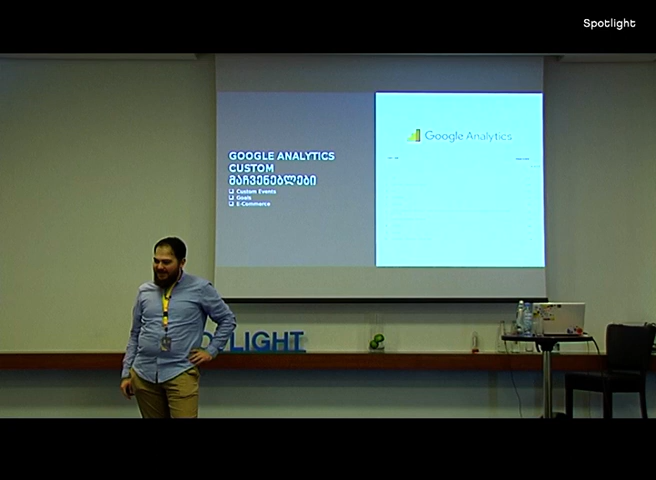 Spotlight
GOOGLE ANALYTICS
CUSTOM
ᲛᲐᲩᲕᲔᲜᲔᲑᲚᲔᲑᲘ
Custom Events
Goals
E-Commerce
Google Analytics
LIGHT